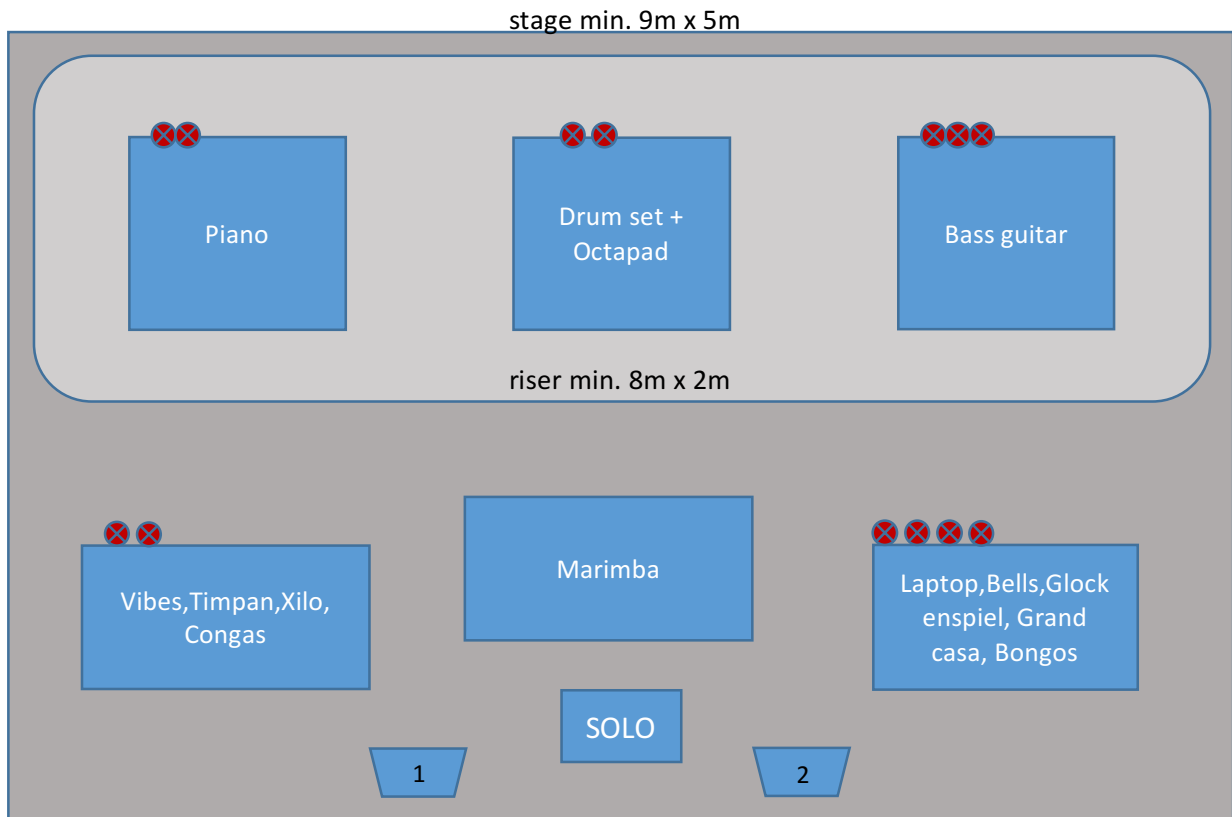 stage min. 9m x 5m
Piano
Drum set +
Octapad
Bass guitar
riser min. 8m x 2m
Vibes,Timpan,Xilo,
Congas
Marimba
Laptop,Bells,Glock
enspiel, Grand
casa, Bongos
SOLO
1
2